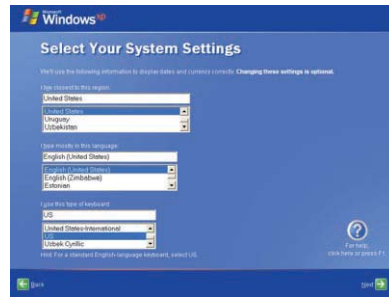 Microsoft
Windows xp
Select Your System Settings
We'll use the following information to display dates and currency correctly. Changing these settings is optional.
I live closest to this region:
United States
United States
Uruguay
Uzbekistan
I type mostly in this language:
English (United States)
English (United States)
English (Zimbabwe)
Estonian
I use this type of keyboard:
US
United States-International
US
Uzbek Cyrillic
Hint: For a standard English-language keyboard, select US.
For help,
click here or press F1.
Back
Next